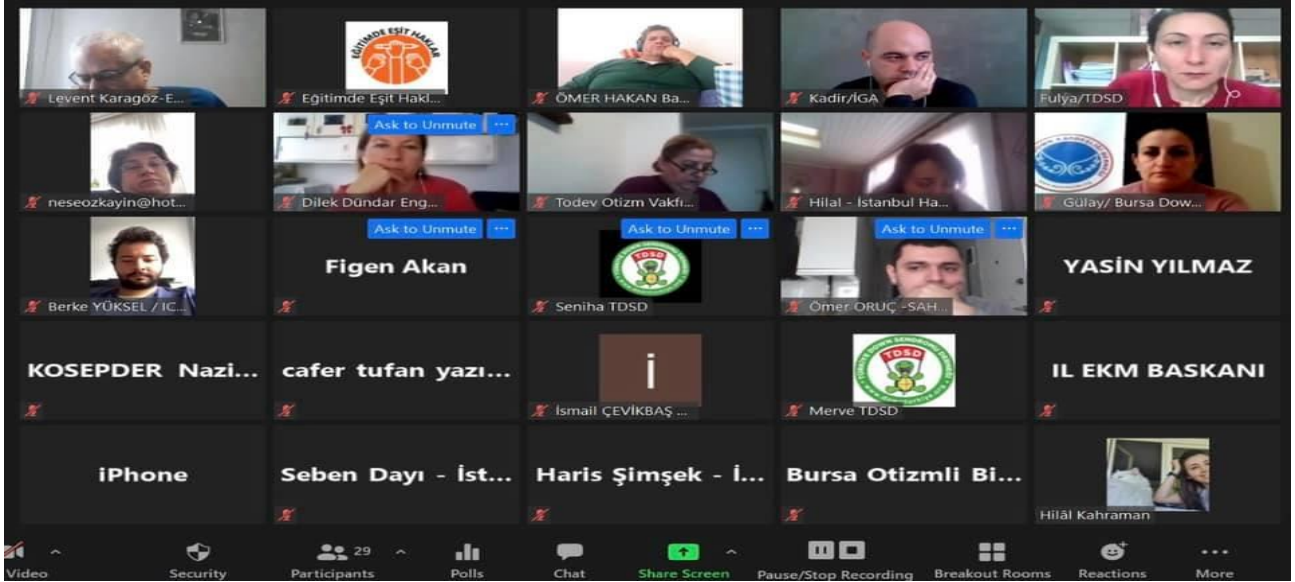 Levent Karagöz-E...
EĞİTİMDE EŞİT HAKLAR
Eğitimde Eşit Hakl...
ÖMER HAKAN Ba...
Kadir/İGA
Fulya/TDSD
neseozkayin@hot...
Ask to Unmute ...
Dilek Dündar Eng...
Todev Otizm Vakfı...
Hilal - İstanbul Ha...
Gülay/ Bursa Dow...
Berke YÜKSEL / IC...
Ask to Unmute ...
Figen Akan
Ask to Unmute ...
TDSD
Seniha TDSD
Ask to Unmute ...
Ömer ORUÇ -SAH...
YASİN YILMAZ
KOSEPDER Nazi...
cafer tufan yazı...
i
İsmail ÇEVİKBAŞ ...
TÜRKİYE DOWN SENDROMU DERNEĞİ
TDSD
Merve TDSD
IL EKM BASKANI
iPhone
Seben Dayı - İst...
Haris Şimşek - İ...
Bursa Otizmli Bi...
Hilâl Kahraman
Video
Security
Participants
29
Polls
Chat
Share Screen
Pause/Stop Recording
Breakout Rooms
Reactions
More